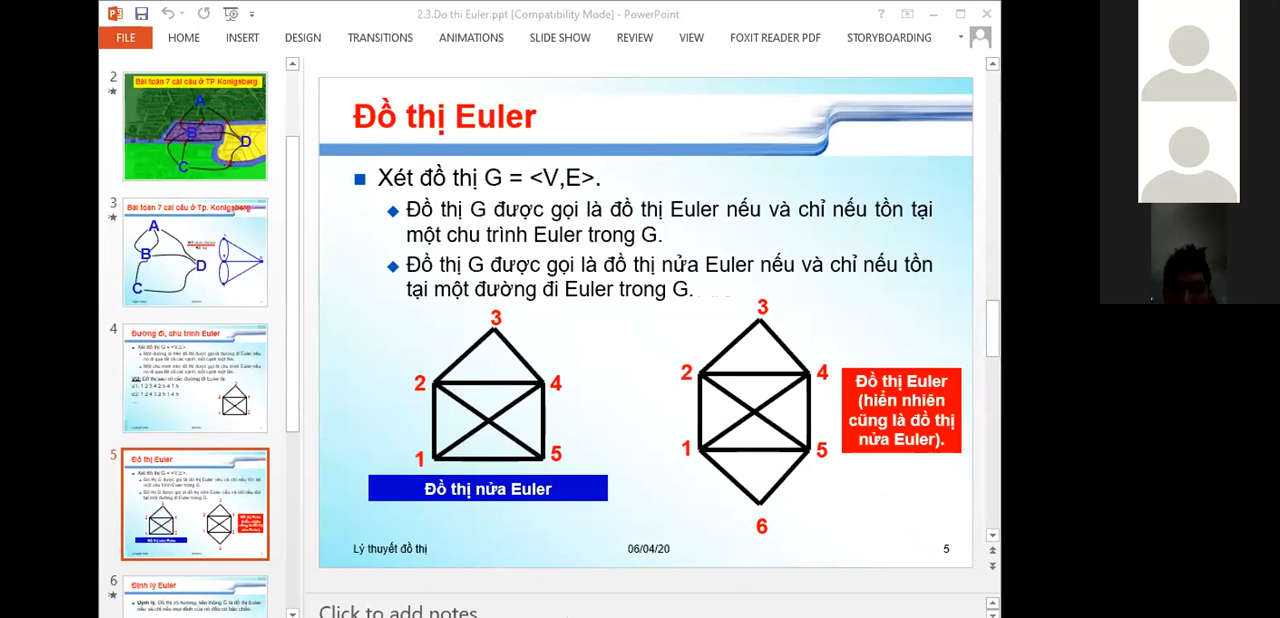 2.3.Do thi Euler.ppt [Compatibility Mode] - PowerPoint
FILE HOME INSERT DESIGN TRANSITIONS ANIMATIONS SLIDE SHOW REVIEW VIEW FOXIT READER PDF STORYBOARDING
2
Bài toán 7 cái cầu ở TP Konigsberg
A
B
D
C
3
Bài toán 7 cái cầu ở Tp. Konigsberg
A
B
D
C
4
Đường đi, chu trình Euler
Xét đồ thị G = <V,E>.
5
Đồ thị Euler
Xét đồ thị G = <V,E>.
6
Định lý Euler
Đồ thị Euler
Xét đồ thị G = <V,E>.
Đồ thị G được gọi là đồ thị Euler nếu và chỉ nếu tồn tại
một chu trình Euler trong G.
Đồ thị G được gọi là đồ thị nửa Euler nếu và chỉ nếu tồn
tại một đường đi Euler trong G.
3
2 4
1 5
Đồ thị nửa Euler
3
2 4
1 5
6
Đồ thị Euler
(hiển nhiên
cũng là đồ thị
nửa Euler).
Lý thuyết đồ thị 06/04/20 5
Click to add notes